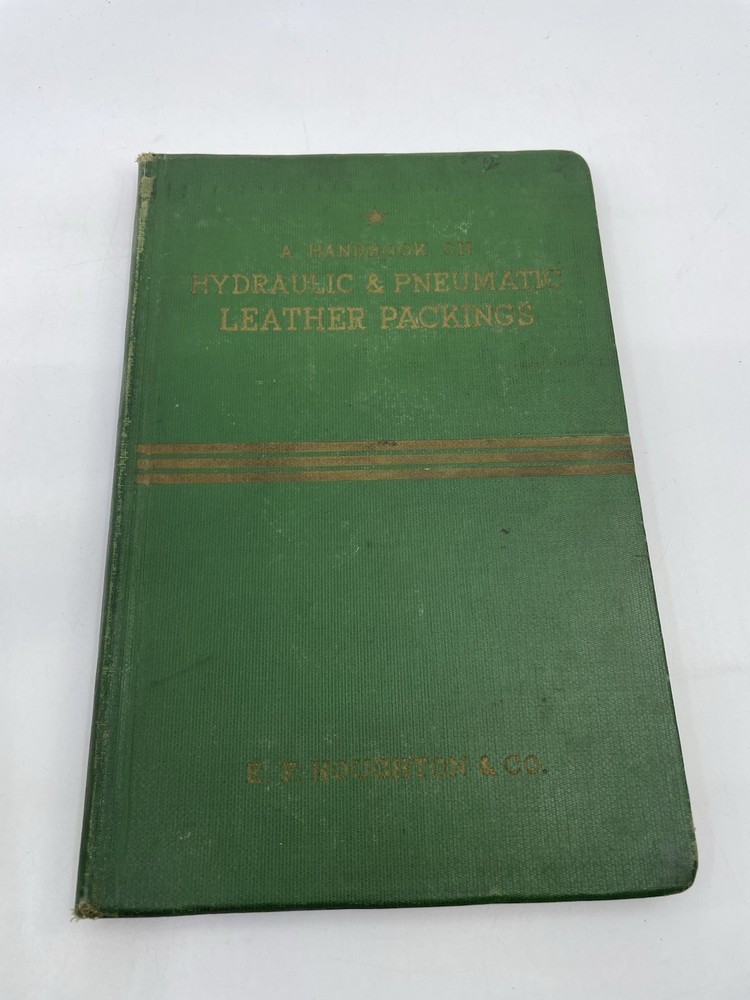 A HANDBOOK ON
HYDRAULIC & PNEUMATIC
LEATHER PACKINGS
E. F. HOUGHTON & CO.